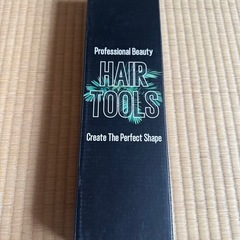 Professional Beauty
HAIR
TOOLS
Create The Perfect Shape